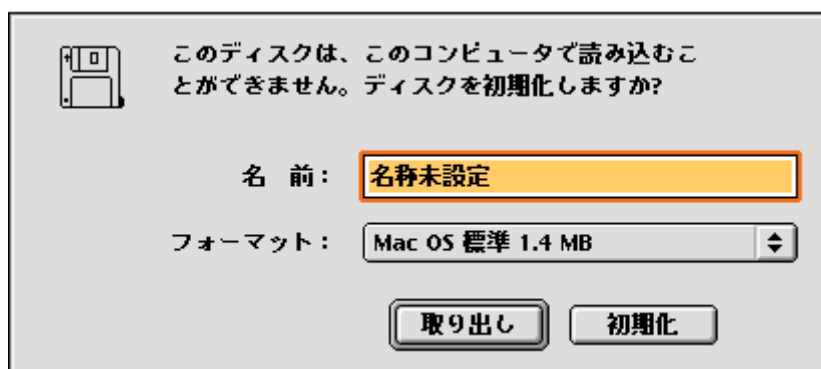 このディスクは、このコンピュータで読み込むこ
とができません。ディスクを初期化しますか?
名 前： 名称未設定
フォーマット： Mac OS 標準 1.4 MB
取り出し 初期化